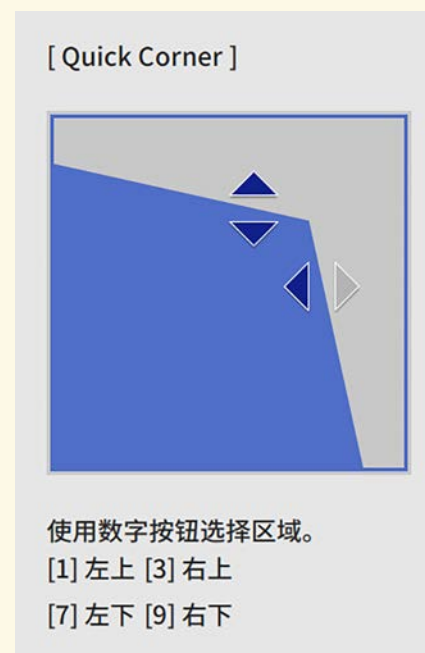 [ Quick Corner ]
使用数字按钮选择区域。
[1] 左上 [3] 右上
[7] 左下 [9] 右下